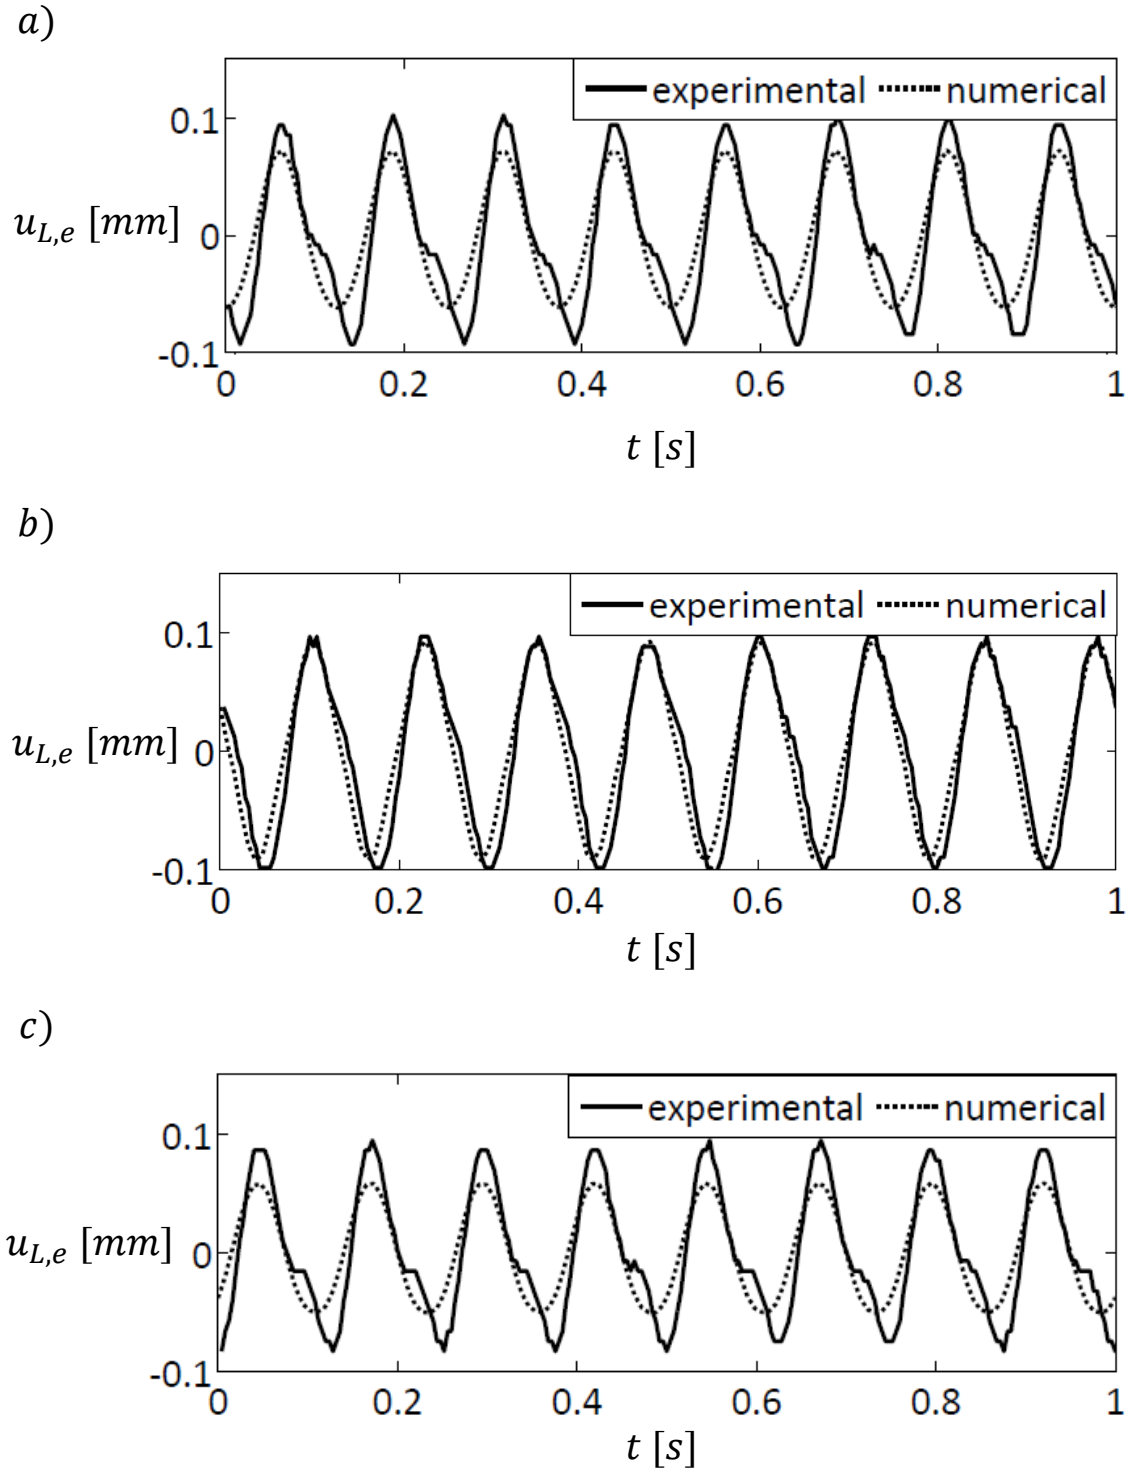 a)
experimental numerical
0.1
u_{L,e} [mm] 0
-0.1
0 0.2 0.4 0.6 0.8 1
t [s]
b)
experimental numerical
0.1
u_{L,e} [mm] 0
-0.1
0 0.2 0.4 0.6 0.8 1
t [s]
c)
experimental numerical
0.1
u_{L,e} [mm] 0
-0.1
0 0.2 0.4 0.6 0.8 1
t [s]